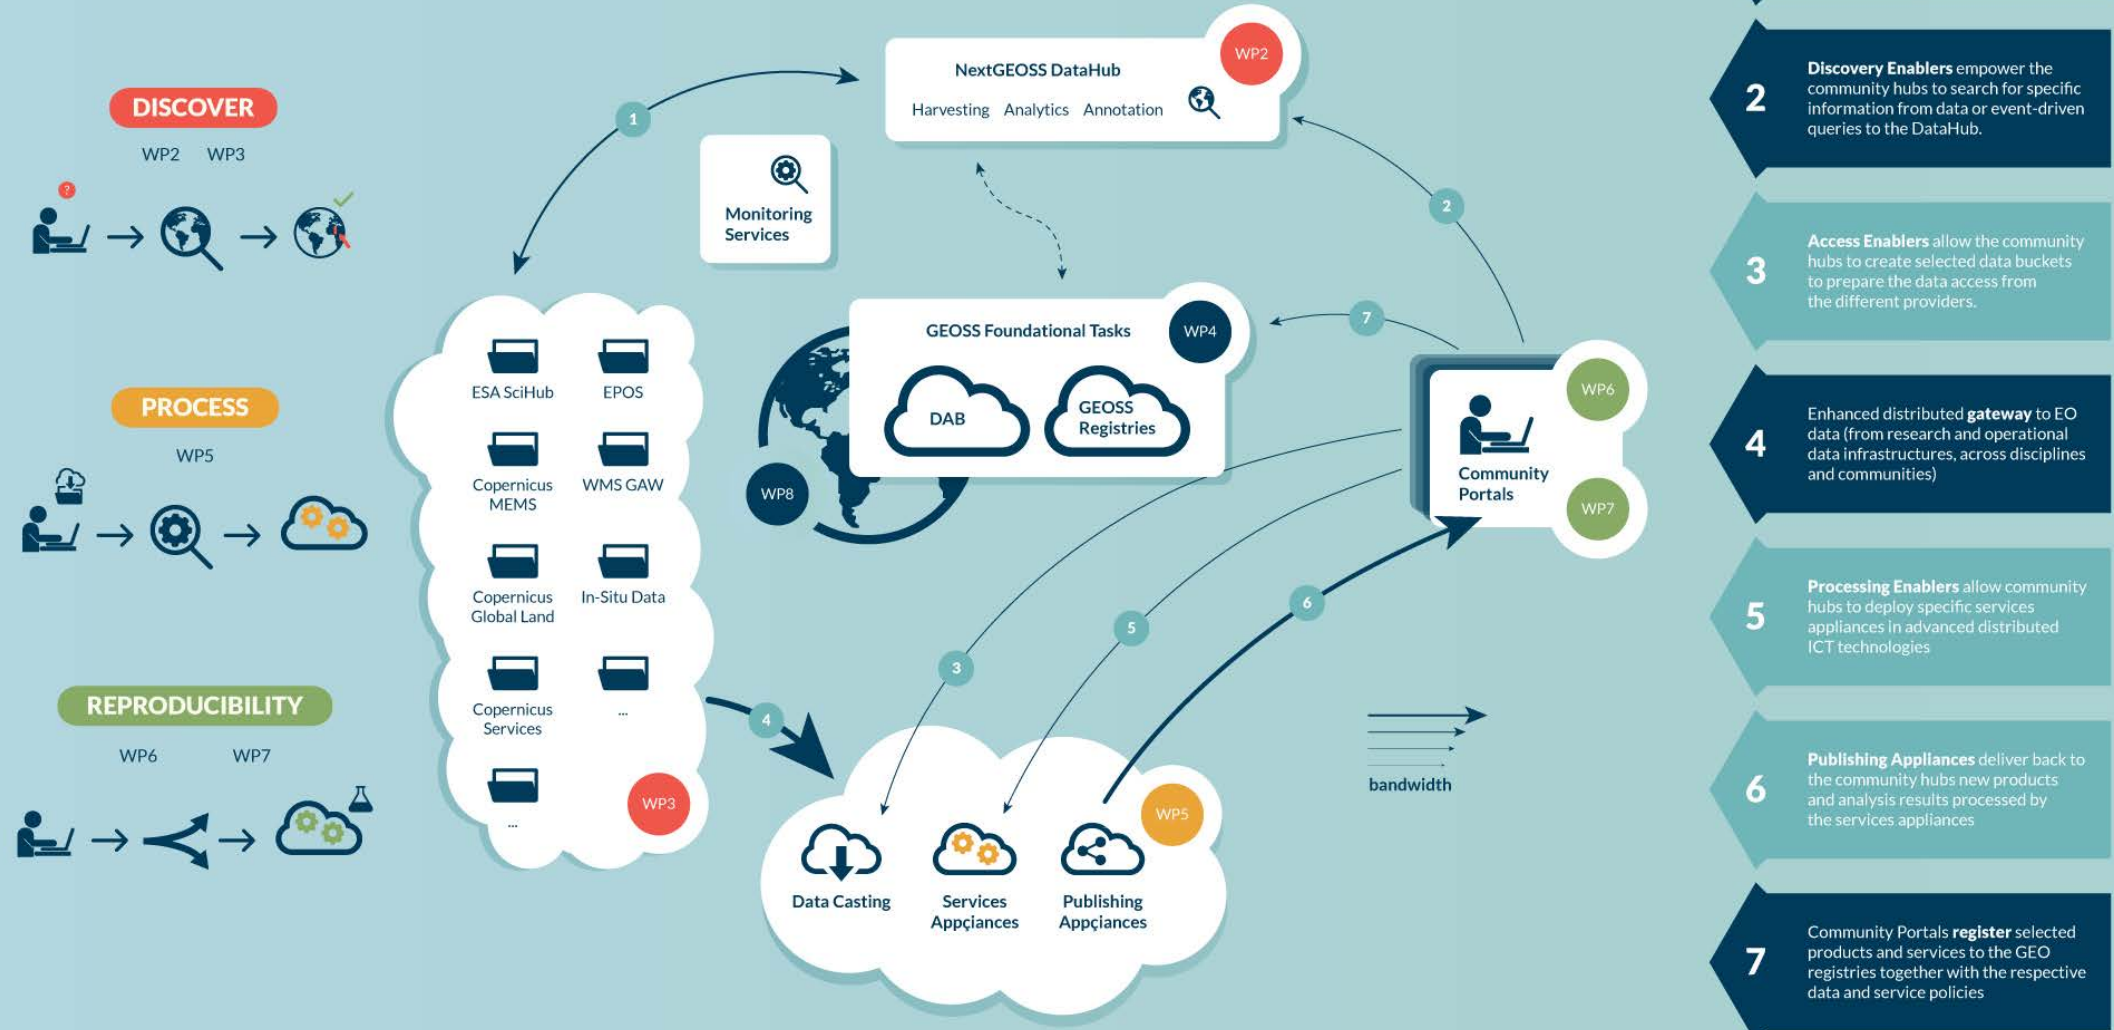 DISCOVER
WP2 WP3
?
PROCESS
WP5
REPRODUCIBILITY
WP6 WP7
1
NextGEOSS DataHub
Harvesting Analytics Annotation
WP2
Monitoring
Services
2
GEOSS Foundational Tasks
WP4
DAB
GEOSS
Registries
WP8
7
WP6
Community
Portals
WP7
ESA SciHub
EPOS
Copernicus
MEMS
WMS GAW
Copernicus
Global Land
In-Situ Data
Copernicus
Services
...
...
WP3
4
3
5
6
bandwidth
WP5
Data Casting
Services
Appçiances
Publishing
Appçiances
2
Discovery Enablers empower the
community hubs to search for specific
information from data or event-driven
queries to the DataHub.
3
Access Enablers allow the community
hubs to create selected data buckets
to prepare the data access from
the different providers.
4
Enhanced distributed gateway to EO
data (from research and operational
data infrastructures, across disciplines
and communities)
5
Processing Enablers allow community
hubs to deploy specific services
appliances in advanced distributed
ICT technologies
6
Publishing Appliances deliver back to
the community hubs new products
and analysis results processed by
the services appliances
7
Community Portals register selected
products and services to the GEO
registries together with the respective
data and service policies